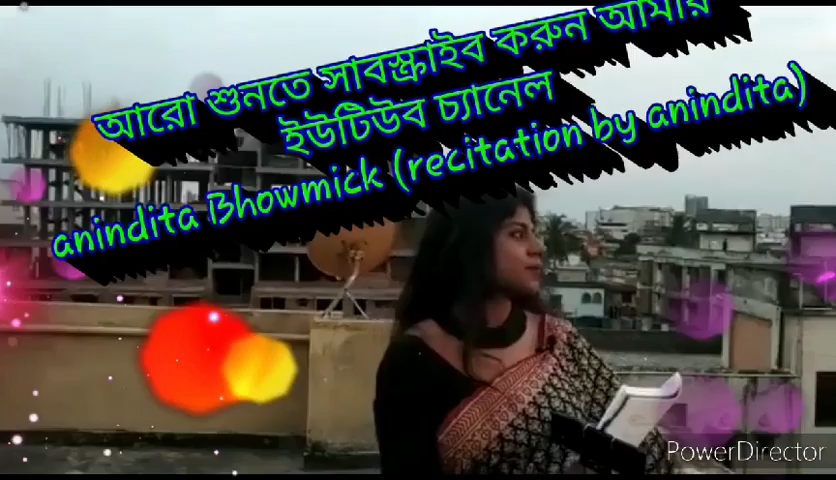 আরো শুনতে সাবস্ক্রাইব করুন আমার
ইউটিউব চ্যানেল
anindita Bhowmick (recitation by anindita)
PowerDirector